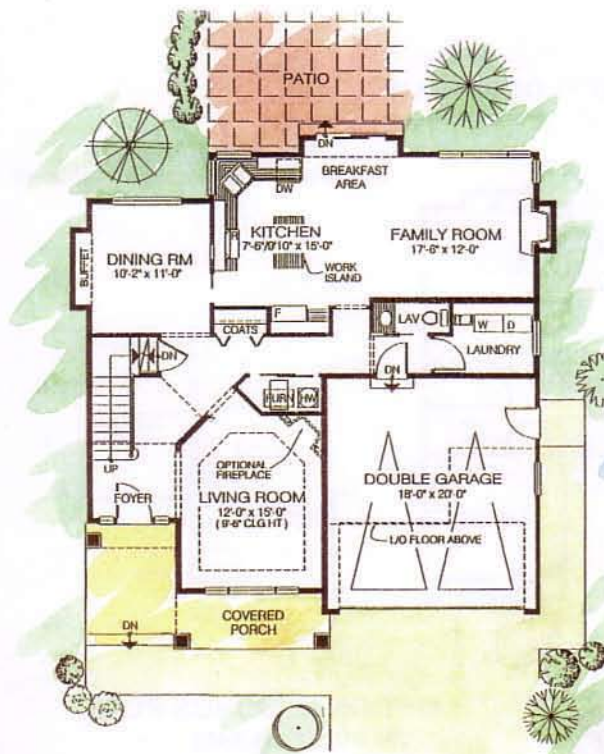 PATIO
DN
BREAKFAST
AREA
DW
KITCHEN
7'-6"/9'10" x 15'-0"
FAMILY ROOM
17'-6" x 12'-0"
WORK
ISLAND
DINING RM
10'-2" x 11'-0"
BUFFET
COATS
F
LAV
W
D
LAUNDRY
DN
DN
FURN
HW
UP
FOYER
OPTIONAL
FIREPLACE
LIVING ROOM
12'-0" x 15'-0"
( 9'-6" CLG HT )
DOUBLE GARAGE
18'-0" x 20'-0"
L/O FLOOR ABOVE
COVERED
PORCH
DN